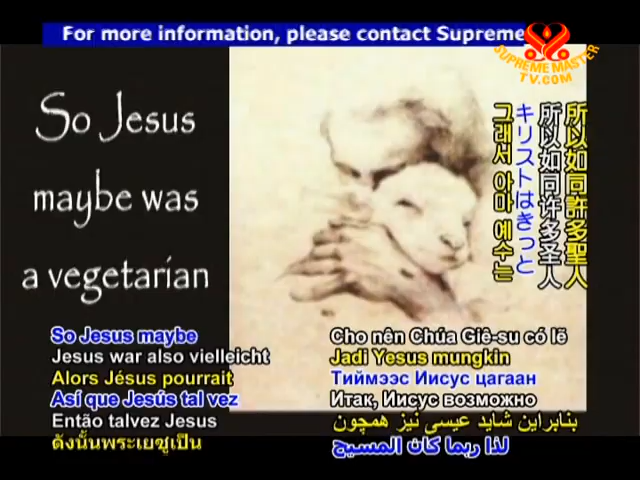 For more information, please contact Supreme
SUPREME MASTER
TV.COM
So Jesus
maybe was
a vegetarian
所以如同許多聖人
所以如同许多圣人
キリストはきっと
그래서 아마 예수는
So Jesus maybe
Jesus war also vielleicht
Alors Jésus pourrait
Así que Jesús tal vez
Então talvez Jesus
ดังนั้นพระเยซูเป็น
Cho nên Chúa Giê-su có lẽ
Jadi Yesus mungkin
Тиймээс Иисус цагаан
Итак, Иисус возможно
بنابراین شاید عیسی نیز همچون
لذا ربما كان المسيح